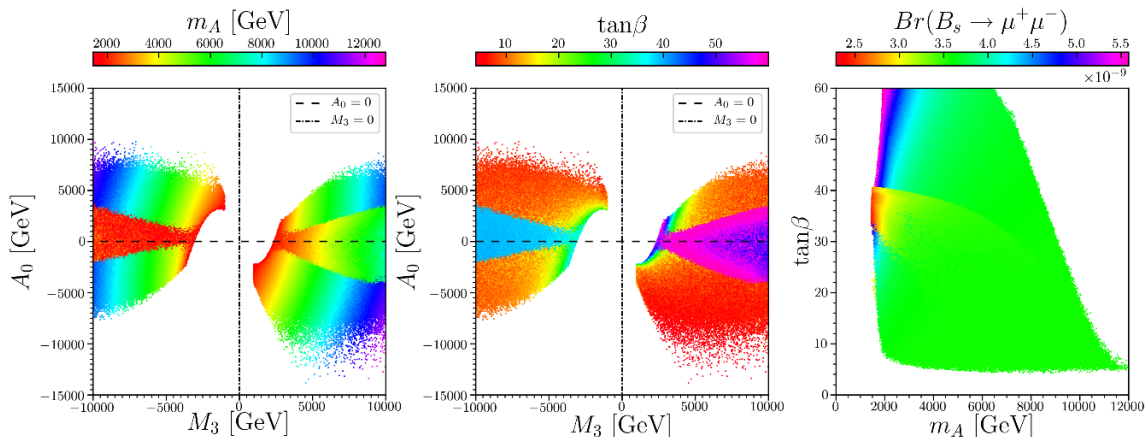 m_A [GeV]
2000 4000 6000 8000 10000 12000
15000
10000
5000
0
−5000
−10000
−15000
A_0 [GeV]
A_0 = 0
M_3 = 0
−10000 −5000 0 5000 10000
M_3 [GeV]
tanβ
10 20 30 40 50
15000
10000
5000
0
−5000
−10000
−15000
A_0 [GeV]
A_0 = 0
M_3 = 0
−10000 −5000 0 5000 10000
M_3 [GeV]
Br(B_s → μ⁺μ⁻)
2.5 3.0 3.5 4.0 4.5 5.0 5.5
×10⁻⁹
60
50
40
30
20
10
0
tanβ
0 2000 4000 6000 8000 10000 12000
m_A [GeV]